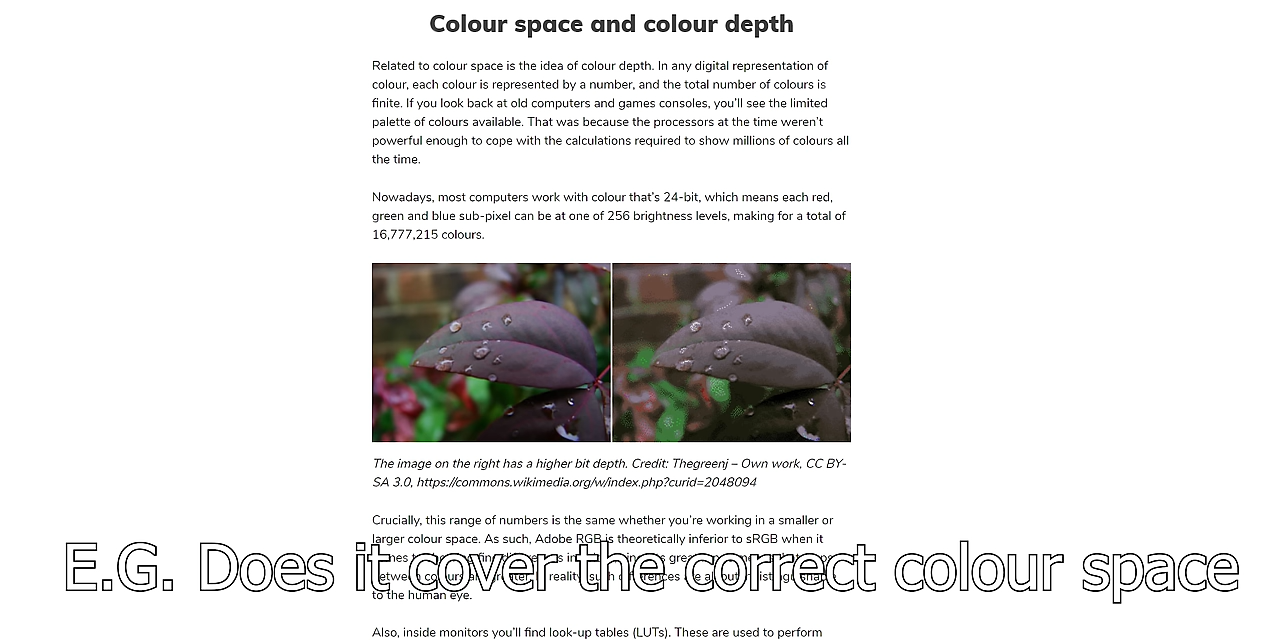 Colour space and colour depth
Related to colour space is the idea of colour depth. In any digital representation of
colour, each colour is represented by a number, and the total number of colours is
finite. If you look back at old computers and games consoles, you'll see the limited
palette of colours available. That was because the processors at the time weren't
powerful enough to cope with the calculations required to show millions of colours all
the time.
Nowadays, most computers work with colour that's 24-bit, which means each red,
green and blue sub-pixel can be at one of 256 brightness levels, making for a total of
16,777,215 colours.
The image on the right has a higher bit depth. Credit: Thegreenj – Own work, CC BY-
SA 3.0, https://commons.wikimedia.org/w/index.php?curid=2048094
Crucially, this range of numbers is the same whether you're working in a smaller or
larger colour space. As such, Adobe RGB is theoretically inferior to sRGB when it
E.G. Does it cover the correct colour space
to the human eye.
Also, inside monitors you'll find look-up tables (LUTs). These are used to perform